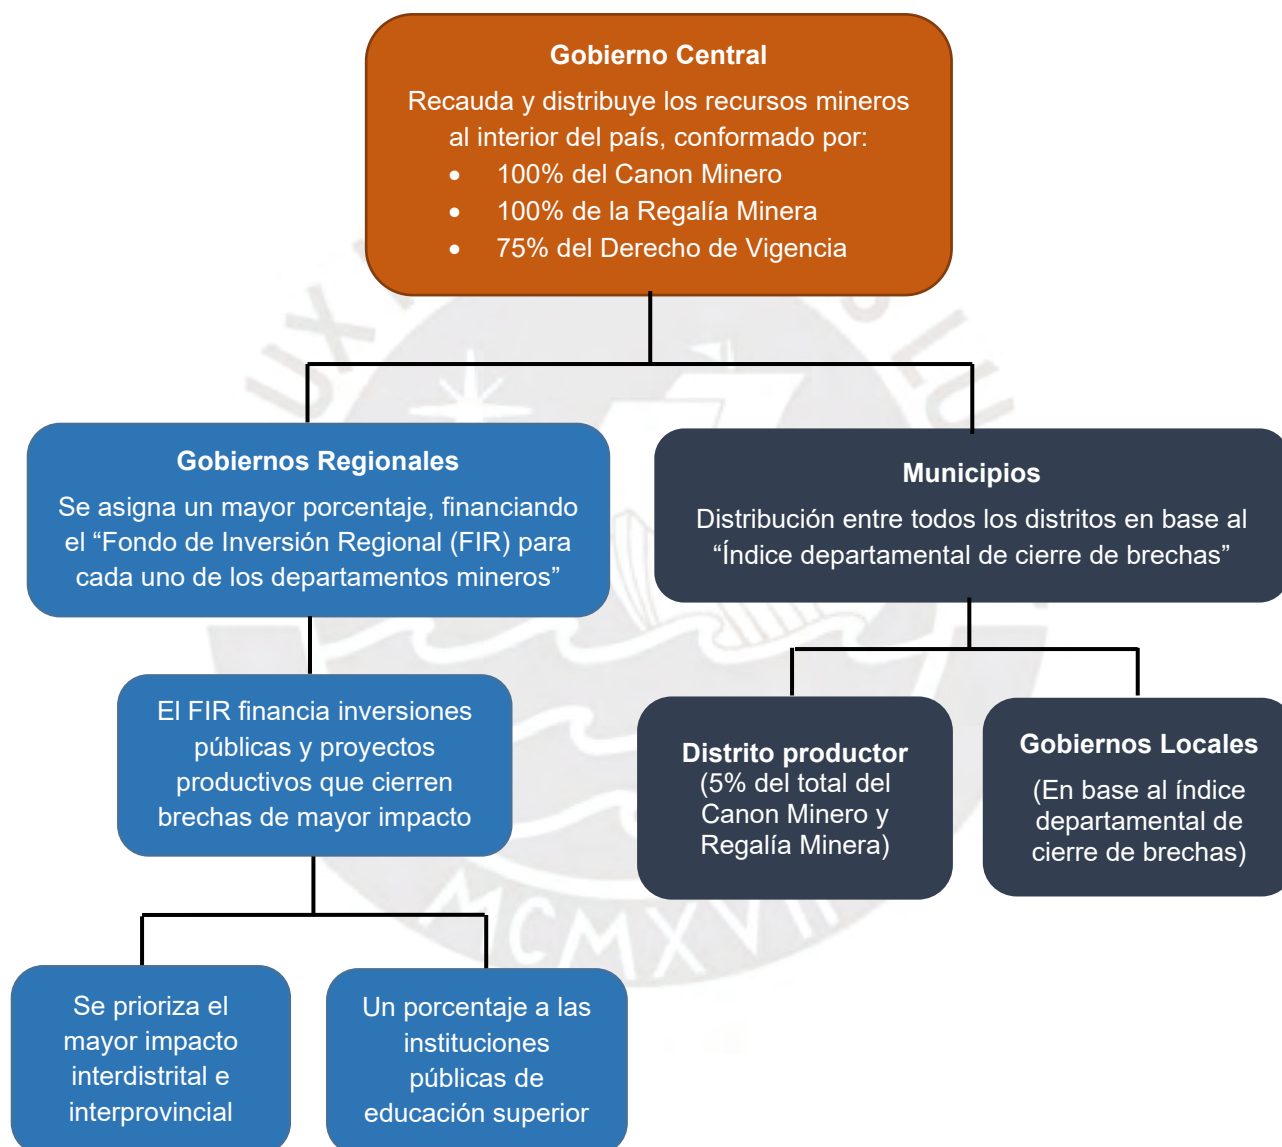 Gobierno Central
Recauda y distribuye los recursos mineros
al interior del país, conformado por:
• 100% del Canon Minero
• 100% de la Regalía Minera
• 75% del Derecho de Vigencia
Gobiernos Regionales
Se asigna un mayor porcentaje, financiando
el “Fondo de Inversión Regional (FIR) para
cada uno de los departamentos mineros”
Municipios
Distribución entre todos los distritos en base al
“Índice departamental de cierre de brechas”
El FIR financia inversiones
públicas y proyectos
productivos que cierren
brechas de mayor impacto
Distrito productor
(5% del total del
Canon Minero y
Regalía Minera)
Gobiernos Locales
(En base al índice
departamental de
cierre de brechas)
Se prioriza el
mayor impacto
interdistrital e
interprovincial
Un porcentaje a las
instituciones
públicas de
educación superior
MCMXVII